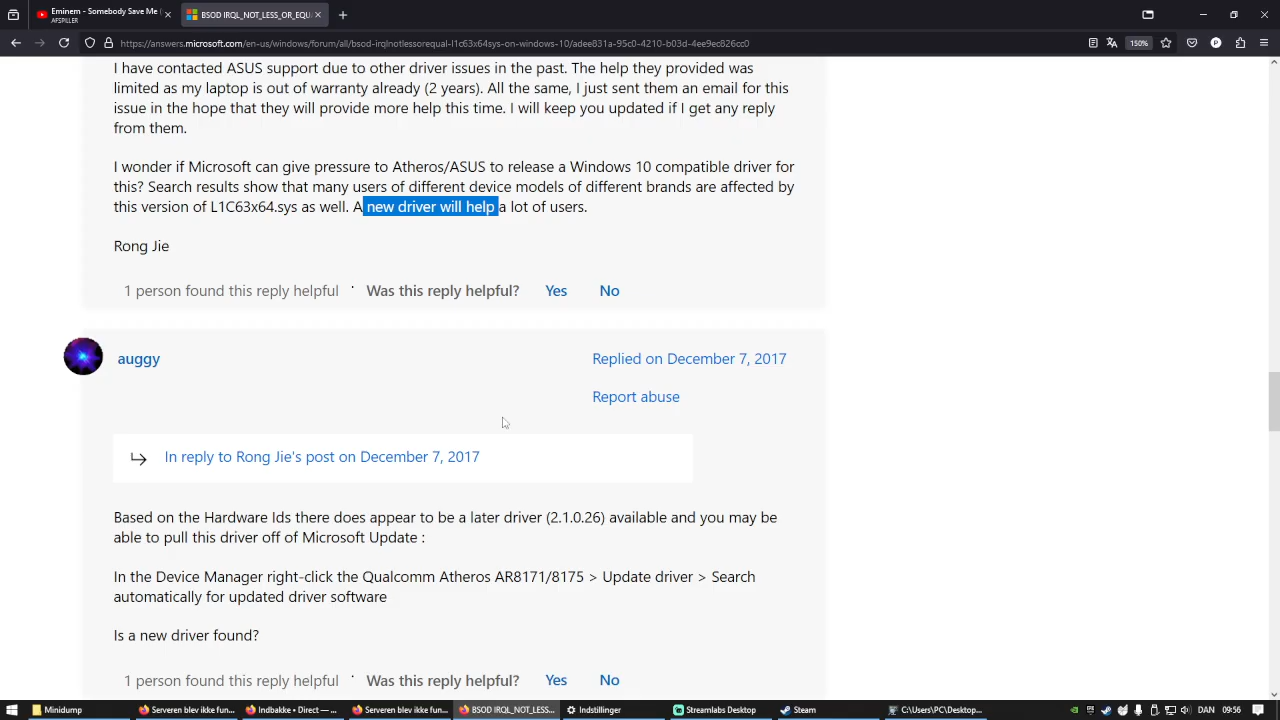 Eminem - Somebody Save Me
AFSPILLER
BSOD IRQL_NOT_LESS_OR_EQU
https://answers.microsoft.com/en-us/windows/forum/all/bsod-irqlnotlessorequal-l1c63x64sys-on-windows-10/adee831a-95c0-4210-b03d-4ee9ec826cc0
150%
I have contacted ASUS support due to other driver issues in the past. The help they provided was
limited as my laptop is out of warranty already (2 years). All the same, I just sent them an email for this
issue in the hope that they will provide more help this time. I will keep you updated if I get any reply
from them.
I wonder if Microsoft can give pressure to Atheros/ASUS to release a Windows 10 compatible driver for
this? Search results show that many users of different device models of different brands are affected by
this version of L1C63x64.sys as well. A new driver will help a lot of users.
Rong Jie
1 person found this reply helpful · Was this reply helpful? Yes No
auggy
Replied on December 7, 2017
Report abuse
In reply to Rong Jie's post on December 7, 2017
Based on the Hardware Ids there does appear to be a later driver (2.1.0.26) available and you may be
able to pull this driver off of Microsoft Update :
In the Device Manager right-click the Qualcomm Atheros AR8171/8175 > Update driver > Search
automatically for updated driver software
Is a new driver found?
1 person found this reply helpful · Was this reply helpful? Yes No
Minidump
Serveren blev ikke fun...
Indbakke • Direct — ...
Serveren blev ikke fun...
BSOD IRQL_NOT_LESS...
Indstillinger
Streamlabs Desktop
Steam
C:\Users\PC\Desktop...
DAN
09:56